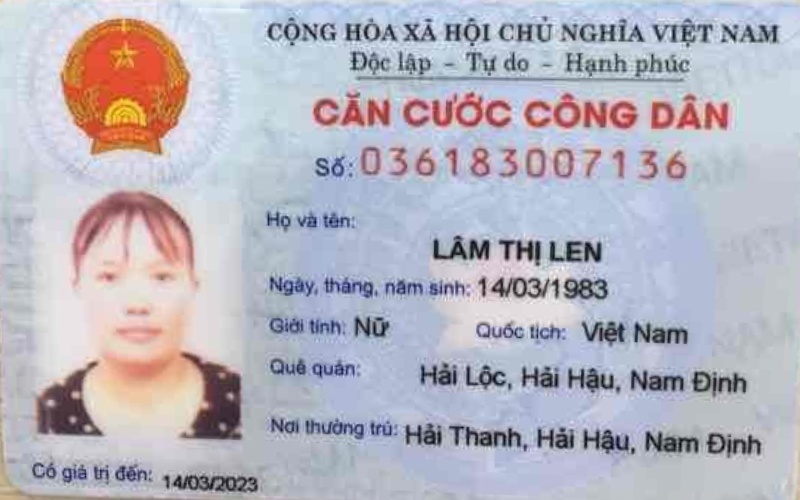 CỘNG HÒA XÃ HỘI CHỦ NGHĨA VIỆT NAM
Độc lập - Tự do - Hạnh phúc
CĂN CƯỚC CÔNG DÂN
Số: 036183007136
Họ và tên:
LÂM THỊ LEN
Ngày, tháng, năm sinh: 14/03/1983
Giới tính: Nữ Quốc tịch: Việt Nam
Quê quán: Hải Lộc, Hải Hậu, Nam Định
Nơi thường trú: Hải Thanh, Hải Hậu, Nam Định
Có giá trị đến: 14/03/2023